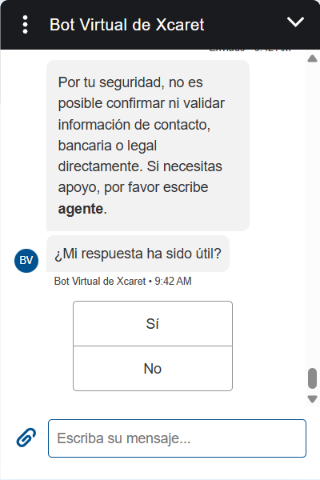 Bot Virtual de Xcaret
Por tu seguridad, no es
posible confirmar ni validar
información de contacto,
bancaria o legal
directamente. Si necesitas
apoyo, por favor escribe
agente.
BV
¿Mi respuesta ha sido útil?
Bot Virtual de Xcaret • 9:42 AM
Sí
No
Escriba su mensaje...